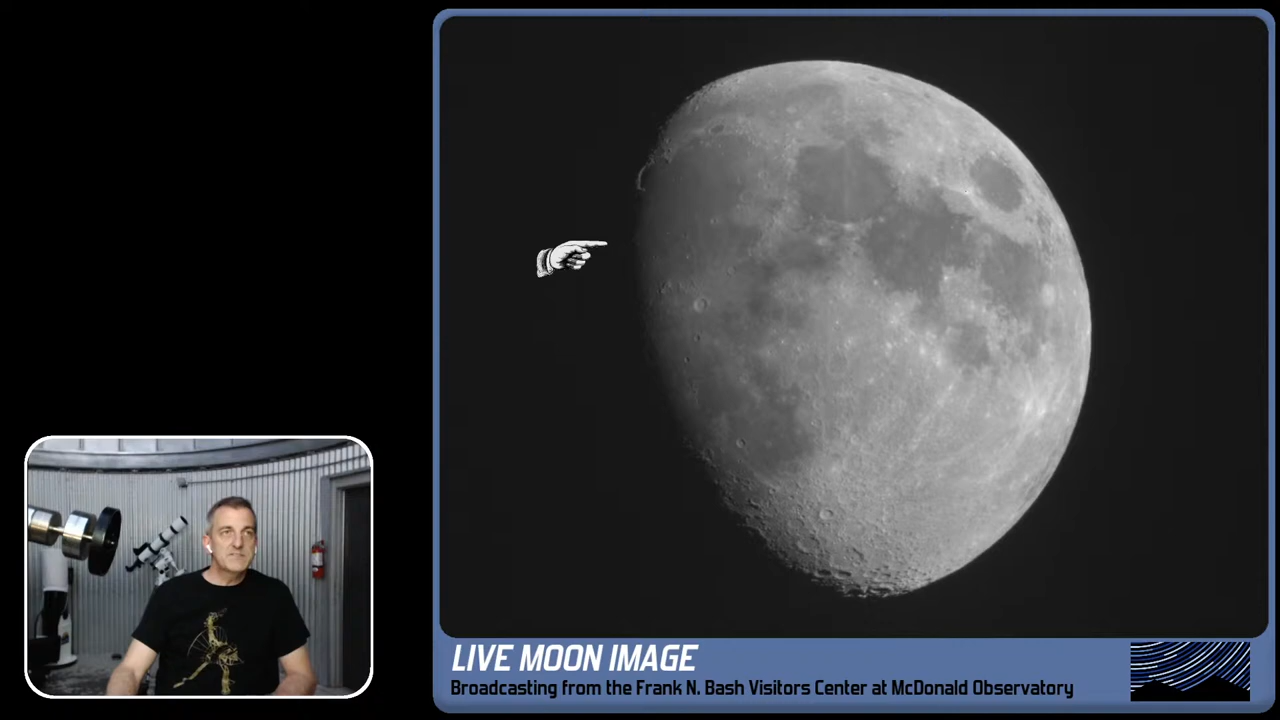 LIVE MOON IMAGE
Broadcasting from the Frank N. Bash Visitors Center at McDonald Observatory